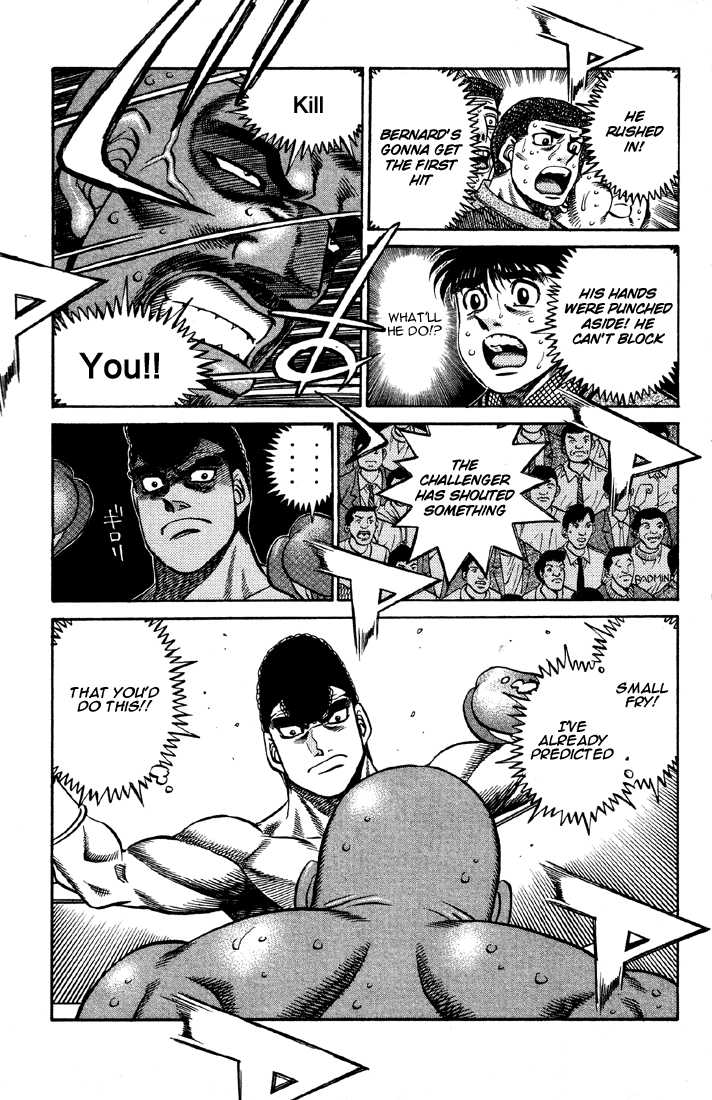 HE
RUSHED
IN!
BERNARD'S
GONNA GET
THE FIRST
HIT
Kill
You!!
HIS HANDS
WERE PUNCHED
ASIDE! HE
CAN'T BLOCK
WHAT'LL
HE DO!?
THE
CHALLENGER
HAS SHOUTED
SOMETHING
RADMIN
ギロリ
SMALL
FRY!
I'VE
ALREADY
PREDICTED
THAT YOU'D
DO THIS!!